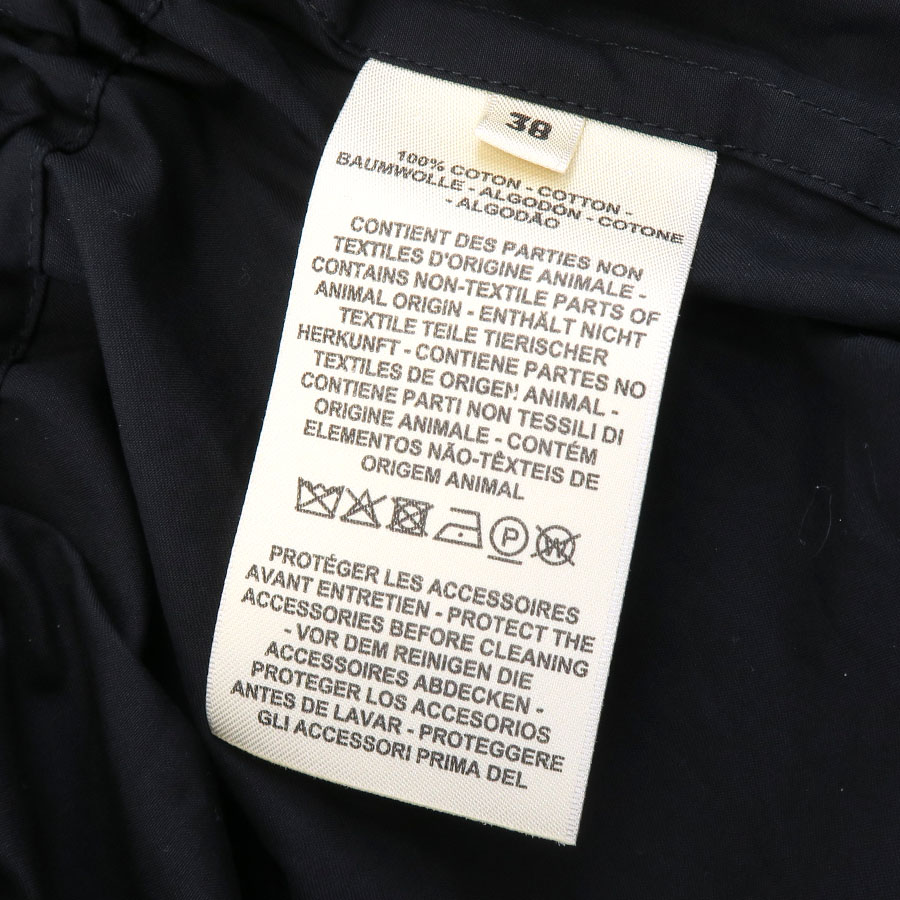 38
100% COTON - COTTON -
BAUMWOLLE - ALGODÓN - COTONE
- ALGODÃO
CONTIENT DES PARTIES NON
TEXTILES D'ORIGINE ANIMALE -
CONTAINS NON-TEXTILE PARTS OF
ANIMAL ORIGIN - ENTHÄLT NICHT
TEXTILE TEILE TIERISCHER
HERKUNFT - CONTIENE PARTES NO
TEXTILES DE ORIGEN ANIMAL -
CONTIENE PARTI NON TESSILI DI
ORIGINE ANIMALE - CONTÉM
ELEMENTOS NÃO-TÊXTEIS DE
ORIGEM ANIMAL
P W
PROTÉGER LES ACCESSOIRES
AVANT ENTRETIEN - PROTECT THE
ACCESSORIES BEFORE CLEANING
- VOR DEM REINIGEN DIE
ACCESSOIRES ABDECKEN -
PROTEGER LOS ACCESORIOS
ANTES DE LAVAR - PROTEGGERE
GLI ACCESSORI PRIMA DEL